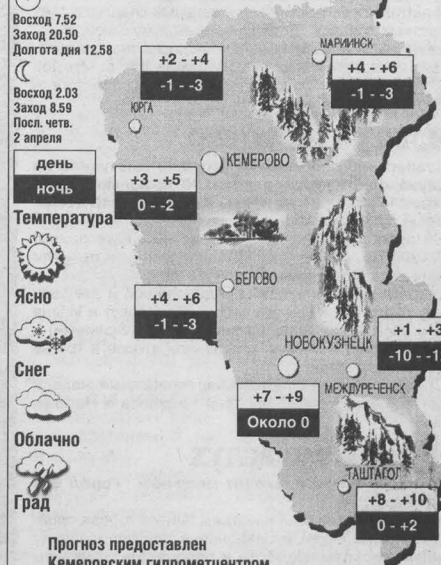 Восход 7.52
Заход 20.50
Долгота дня 12.58
Восход 2.03
Заход 8.59
Посл. четв.
2 апреля
день
ночь
Температура
Ясно
Снег
Облачно
Град
+2 - +4
-1 - -3
МАРИИНСК
+4 - +6
-1 - -3
ЮРГА
КЕМЕРОВО
+3 - +5
0 - -2
БЕЛОВО
+4 - +6
-1 - -3
НОВОКУЗНЕЦК
+1 - +3
-10 - -1
МЕЖДУРЕЧЕНСК
+7 - +9
Около 0
ТАШТАГОЛ
+8 - +10
0 - +2
Прогноз предоставлен
Кемеровским гидрометцентром